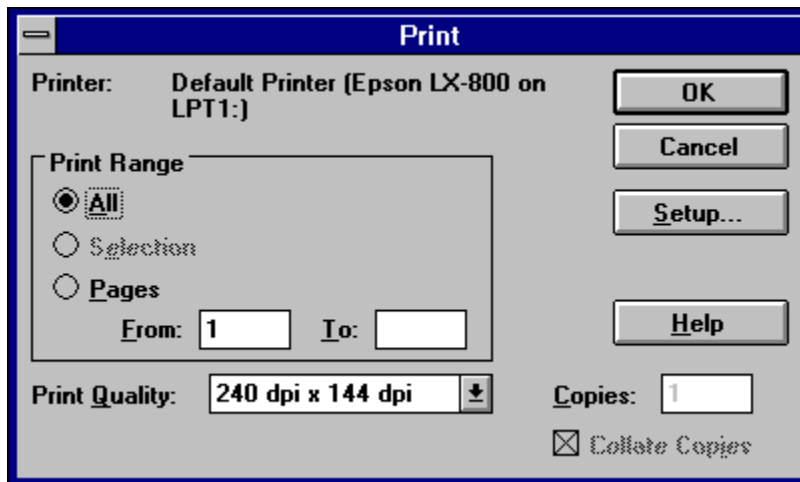 Print
Printer: Default Printer (Epson LX-800 on
LPT1:)
OK
Cancel
Print Range
All
Setup...
Selection
Pages
From: 1 To:
Help
Print Quality: 240 dpi x 144 dpi
Copies: 1
Collate Copies